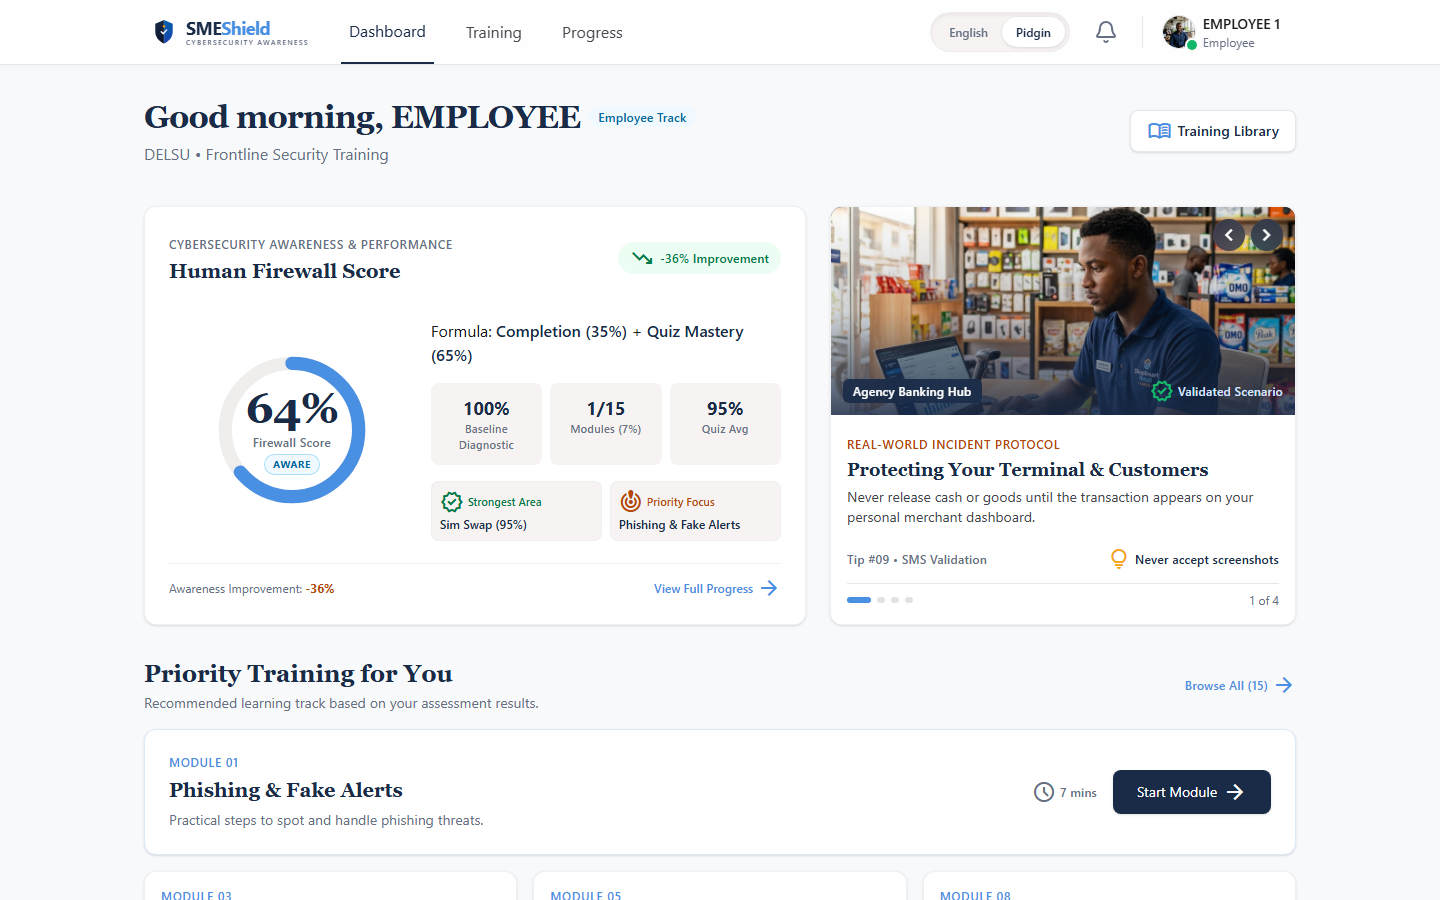 SMEShield
CYBERSECURITY AWARENESS
Dashboard
Training
Progress
English
Pidgin
EMPLOYEE 1
Employee
Good morning, EMPLOYEE
Employee Track
DELSU • Frontline Security Training
Training Library
CYBERSECURITY AWARENESS & PERFORMANCE
Human Firewall Score
-36% Improvement
64%
Firewall Score
AWARE
Formula: Completion (35%) + Quiz Mastery
(65%)
100%
Baseline
Diagnostic
1/15
Modules (7%)
95%
Quiz Avg
Strongest Area
Sim Swap (95%)
Priority Focus
Phishing & Fake Alerts
Awareness Improvement: -36%
View Full Progress
OMO
OMO
Peak
Agency Banking Hub
Validated Scenario
REAL-WORLD INCIDENT PROTOCOL
Protecting Your Terminal & Customers
Never release cash or goods until the transaction appears on your
personal merchant dashboard.
Tip #09 • SMS Validation
Never accept screenshots
1 of 4
Priority Training for You
Recommended learning track based on your assessment results.
Browse All (15)
MODULE 01
Phishing & Fake Alerts
Practical steps to spot and handle phishing threats.
7 mins
Start Module
MODULE 03
MODULE 05
MODULE 08